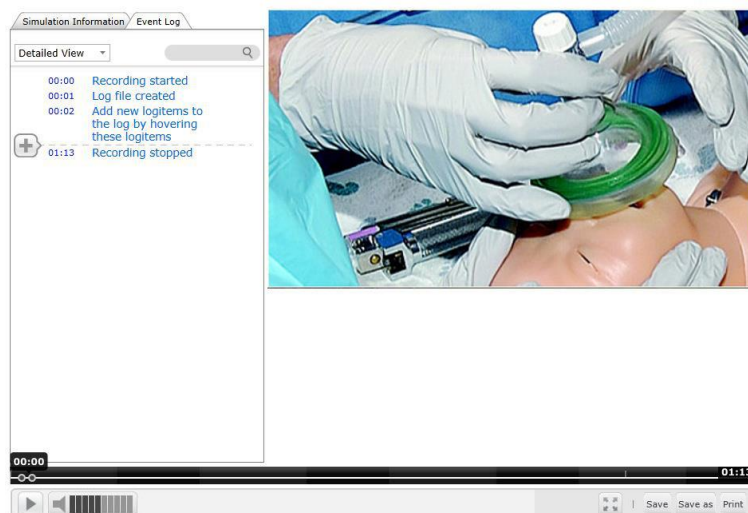 Simulation Information
Event Log
Detailed View
00:00 Recording started
00:01 Log file created
00:02 Add new logitems to
the log by hovering
these logitems
01:13 Recording stopped
00:00
01:13
Save Save as Print